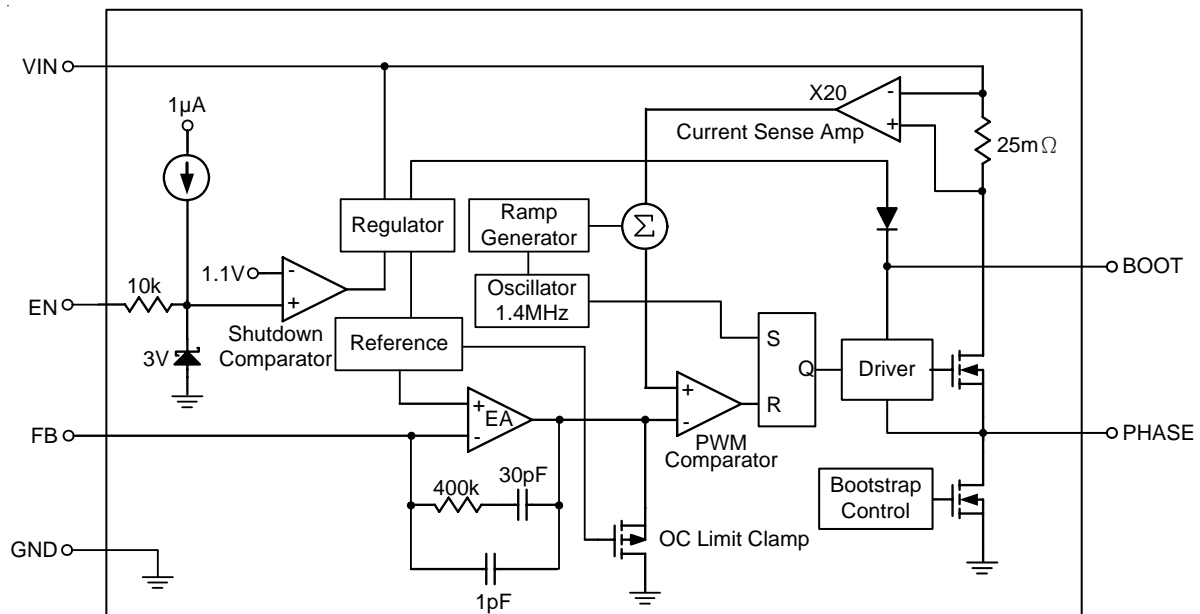 VIN
1µA
X20
-
+
Current Sense Amp
25mΩ
Regulator
Ramp
Generator
Σ
1.1V
-
+
BOOT
EN
10k
Oscillator
1.4MHz
Shutdown
Comparator
3V
Reference
S
Q
R
Driver
+
-
EA
+
-
PWM
Comparator
FB
PHASE
400k
30pF
Bootstrap
Control
OC Limit Clamp
GND
1pF